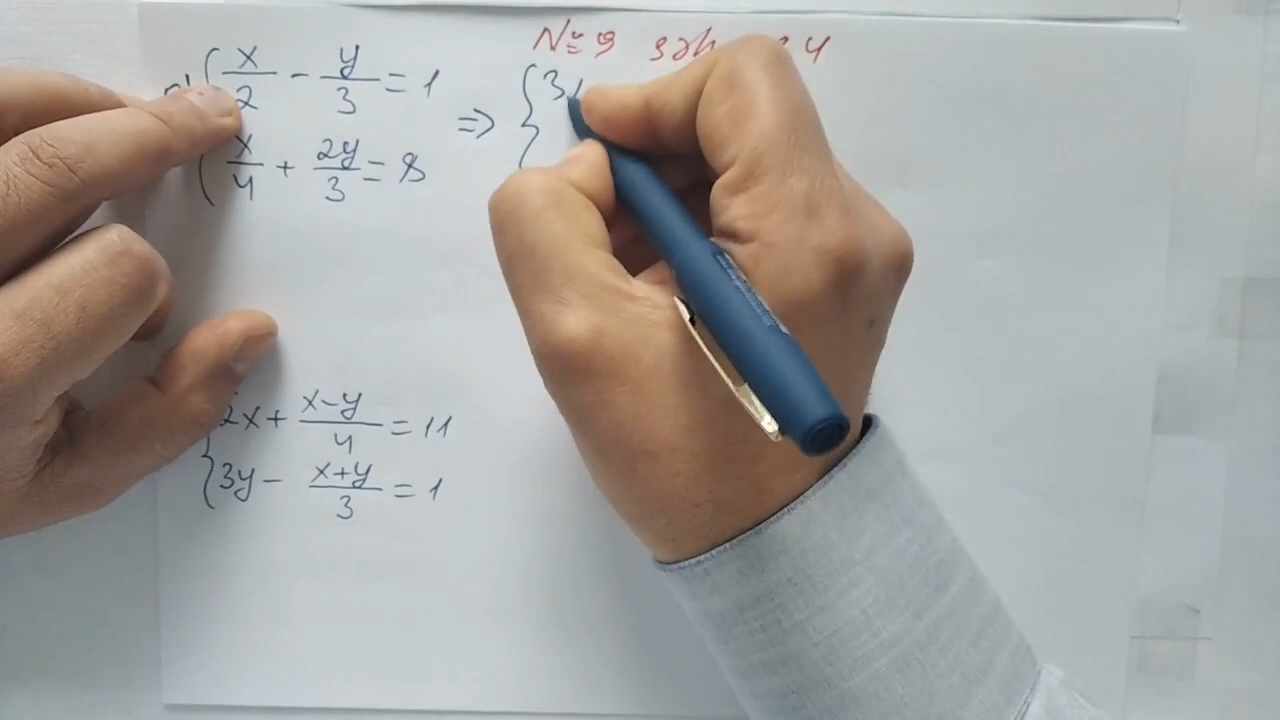 № 9
x/2 - y/3 = 1
x/4 + 2y/3 = 8
=> { 3
2x + (x-y)/4 = 11
3y - (x+y)/3 = 1